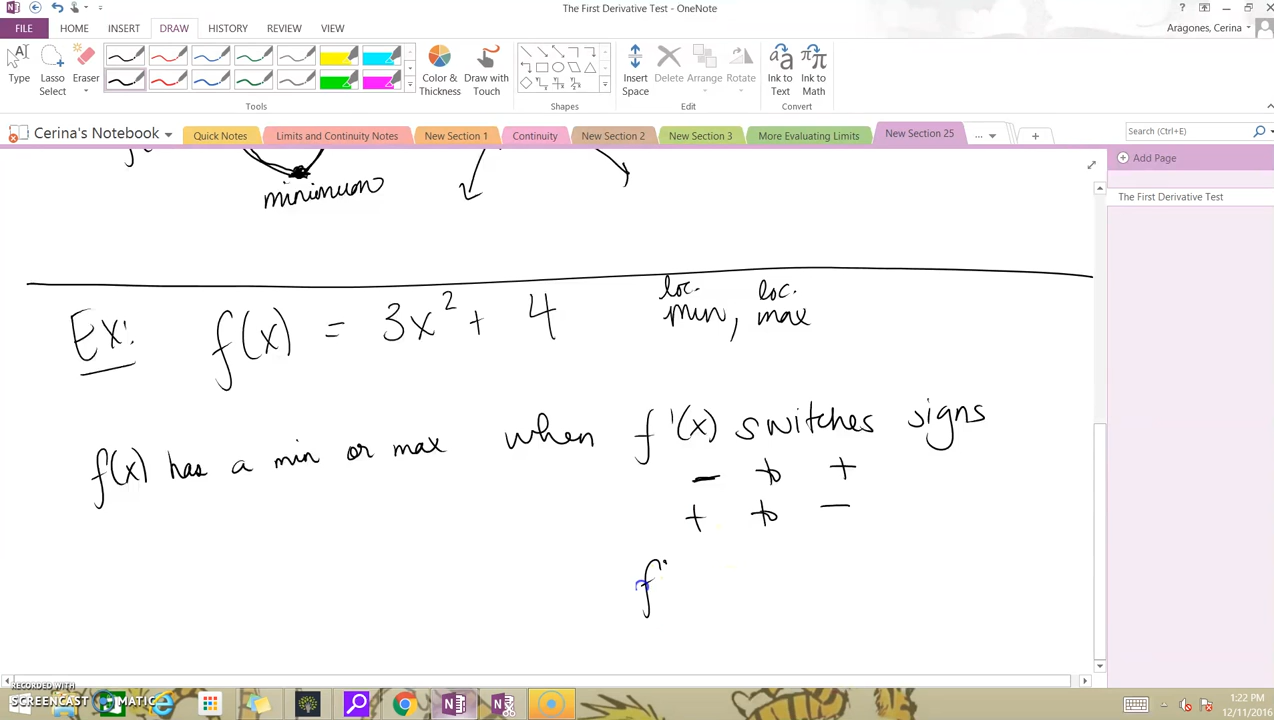 The First Derivative Test - OneNote
Aragones, Cerina
FILE HOME INSERT DRAW HISTORY REVIEW VIEW
Type
Lasso Select
Eraser
Color & Thickness
Draw with Touch
Insert Space
Delete
Arrange
Rotate
Ink to Text
Ink to Math
Tools
Shapes
Edit
Convert
Cerina's Notebook
Quick Notes
Limits and Continuity Notes
New Section 1
Continuity
New Section 2
New Section 3
More Evaluating Limits
New Section 25
...
Search (Ctrl+E)
Add Page
The First Derivative Test
minimum
Ex: f(x) = 3x² + 4
loc. loc.
min, max
f(x) has a min or max when f'(x) switches signs
- to +
+ to -
f'
RECORDED WITH
SCREENCAST MATIC
1:22 PM
12/11/2016